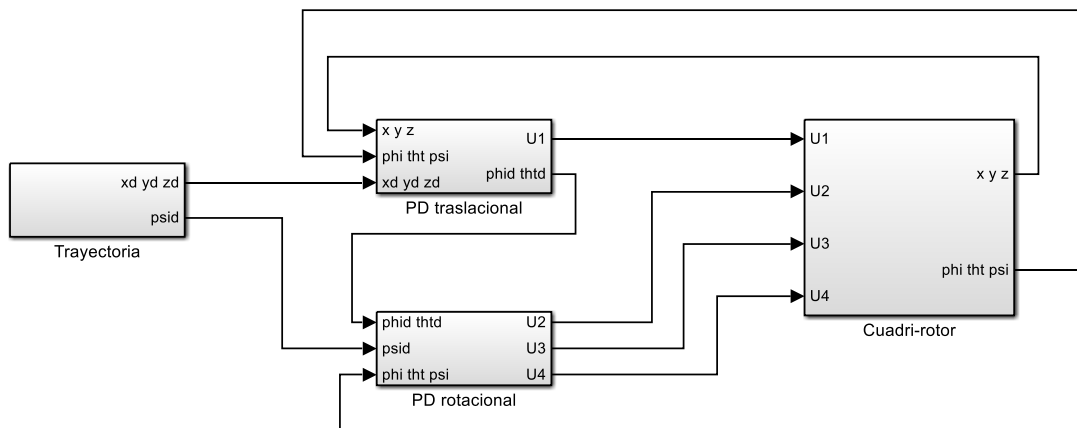 xd yd zd
psid
Trayectoria
x y z
phi tht psi
xd yd zd
U1
phid thtd
PD traslacional
phid thtd
psid
phi tht psi
U2
U3
U4
PD rotacional
U1
U2
U3
U4
x y z
phi tht psi
Cuadri-rotor